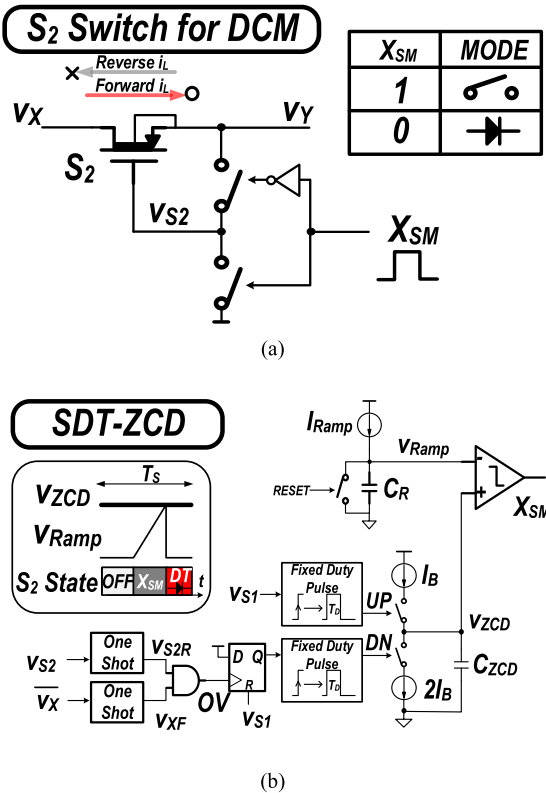 S2 Switch for DCM
Reverse iL
Forward iL
VX
VY
S2
VS2
XSM
XSM MODE
1
0
(a)
SDT-ZCD
TS
VZCD
VRamp
S2 State OFF XSM DT t
IRamp
VRamp
RESET
CR
XSM
VS1
Fixed Duty
Pulse
TD
UP
IB
VZCD
Fixed Duty
Pulse
TD
DN
2IB
CZCD
VS2
One
Shot
VS2R
VX
One
Shot
VXF
OV
D Q
R
VS1
(b)